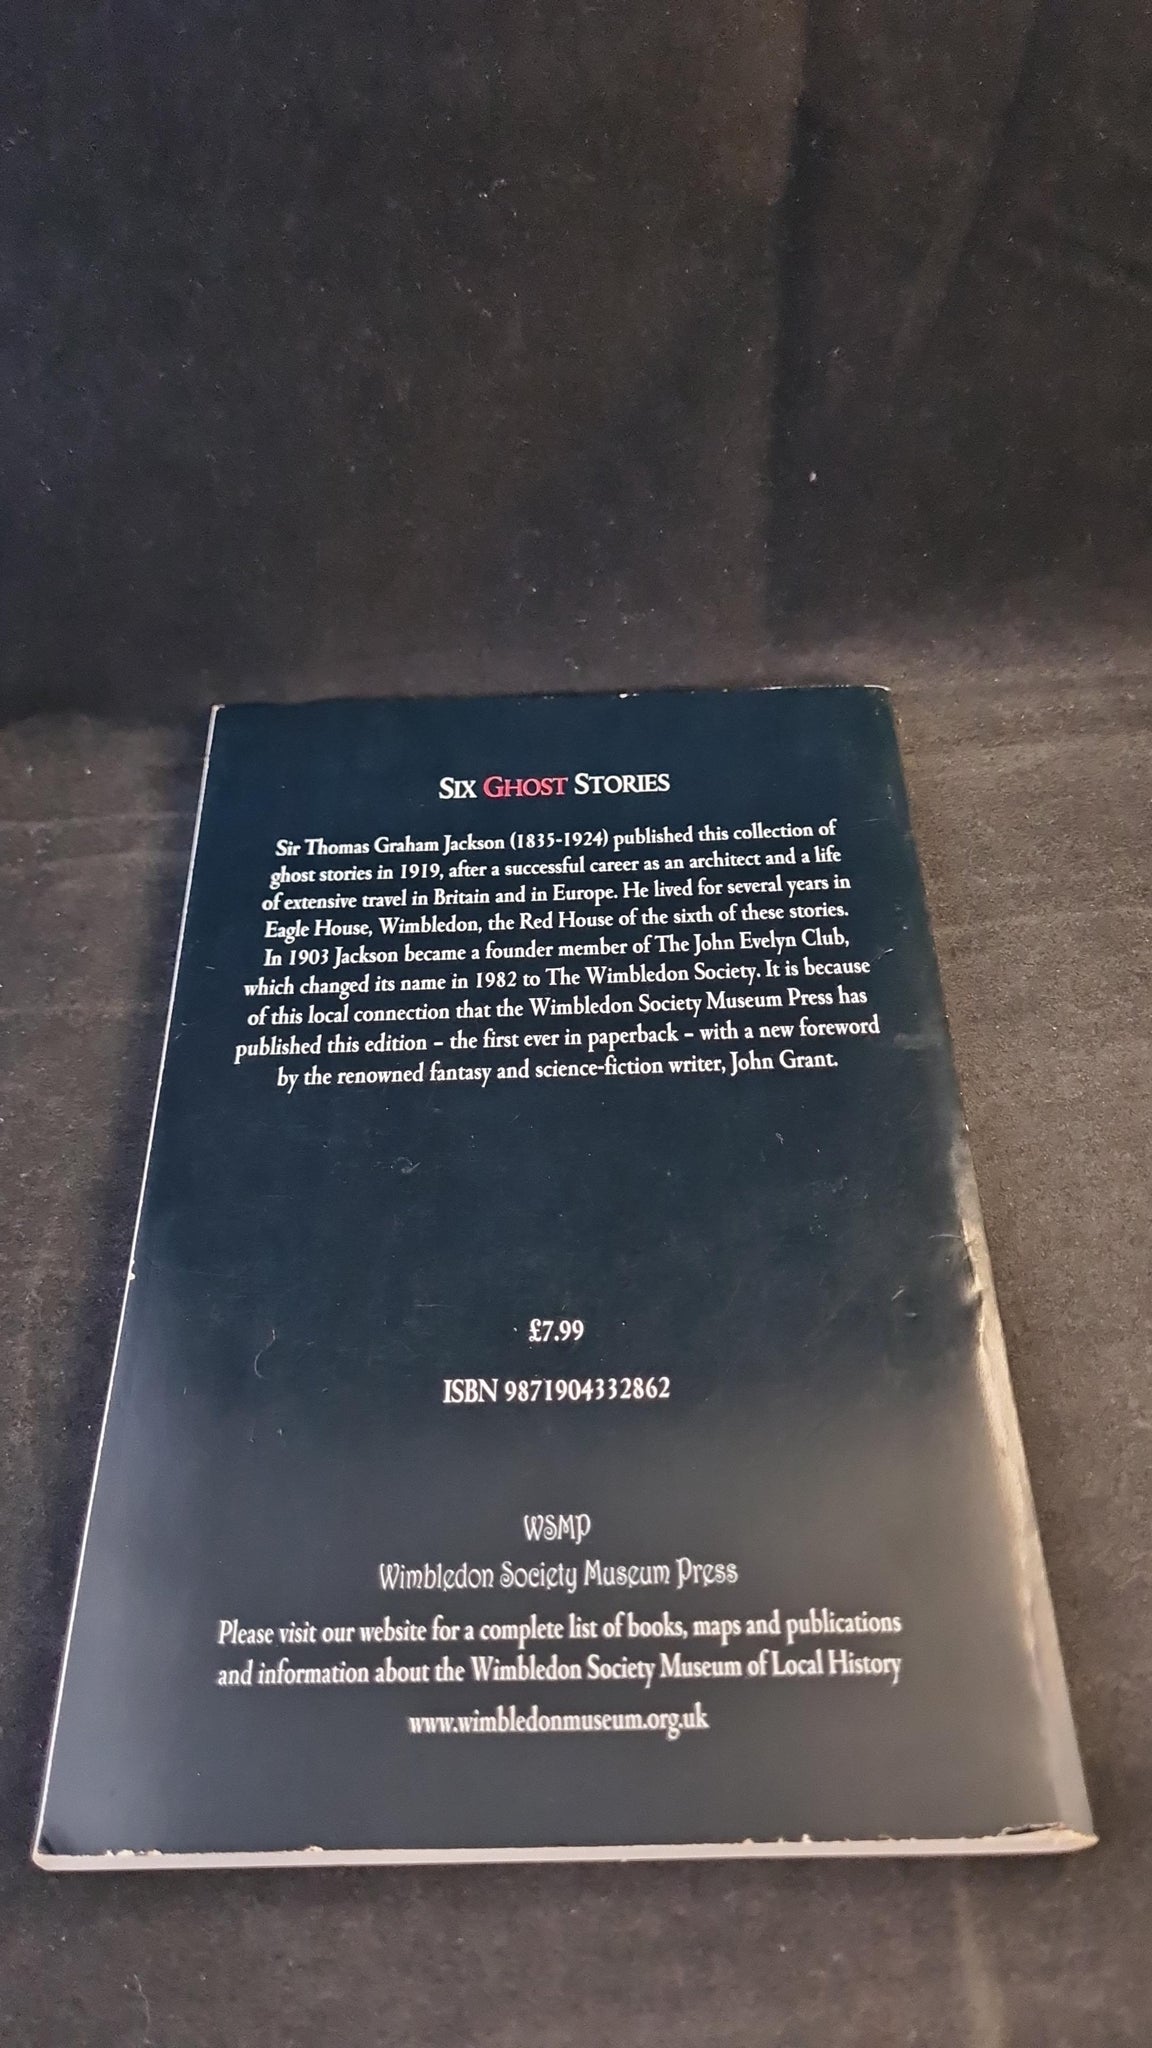 SIX GHOST STORIES
Sir Thomas Graham Jackson (1835-1924) published this collection of
ghost stories in 1919, after a successful career as an architect and a life
of extensive travel in Britain and in Europe. He lived for several years in
Eagle House, Wimbledon, the Red House of the sixth of these stories.
In 1903 Jackson became a founder member of The John Evelyn Club,
which changed its name in 1982 to The Wimbledon Society. It is because
of this local connection that the Wimbledon Society Museum Press has
published this edition – the first ever in paperback – with a new foreword
by the renowned fantasy and science-fiction writer, John Grant.
£7.99
ISBN 9871904332862
WSMP
Wimbledon Society Museum Press
Please visit our website for a complete list of books, maps and publications
and information about the Wimbledon Society Museum of Local History
www.wimbledonmuseum.org.uk